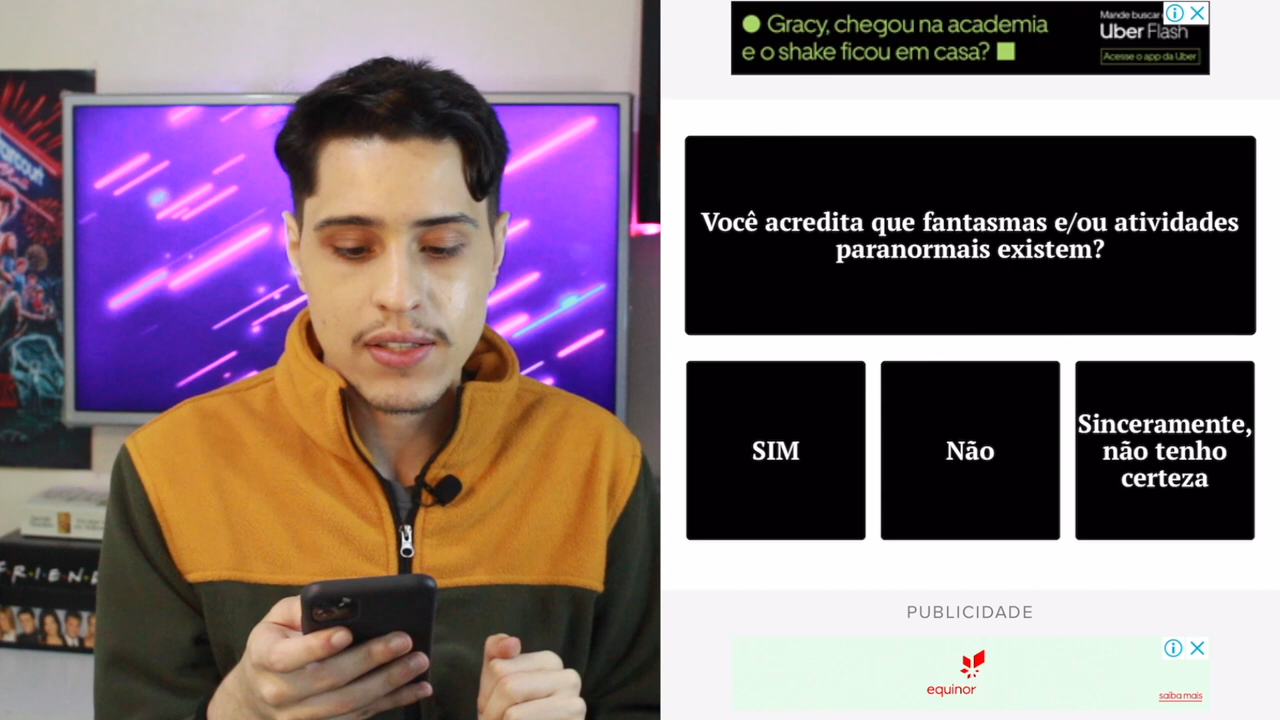 Gracy, chegou na academia
e o shake ficou em casa?
Mande buscar
Uber Flash
Acesse o app da Uber
Você acredita que fantasmas e/ou atividades
paranormais existem?
SIM
Não
Sinceramente,
não tenho
certeza
PUBLICIDADE
equinor
saiba mais
F•R•I•E•N